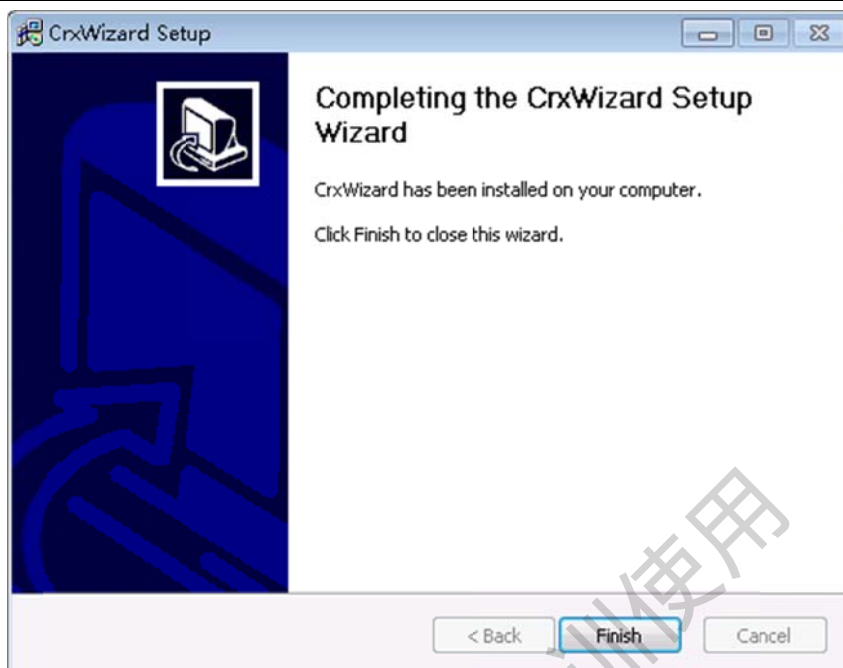 CrxWizard Setup
Completing the CrxWizard Setup
Wizard
CrxWizard has been installed on your computer.
Click Finish to close this wizard.
< Back
Finish
Cancel
使用